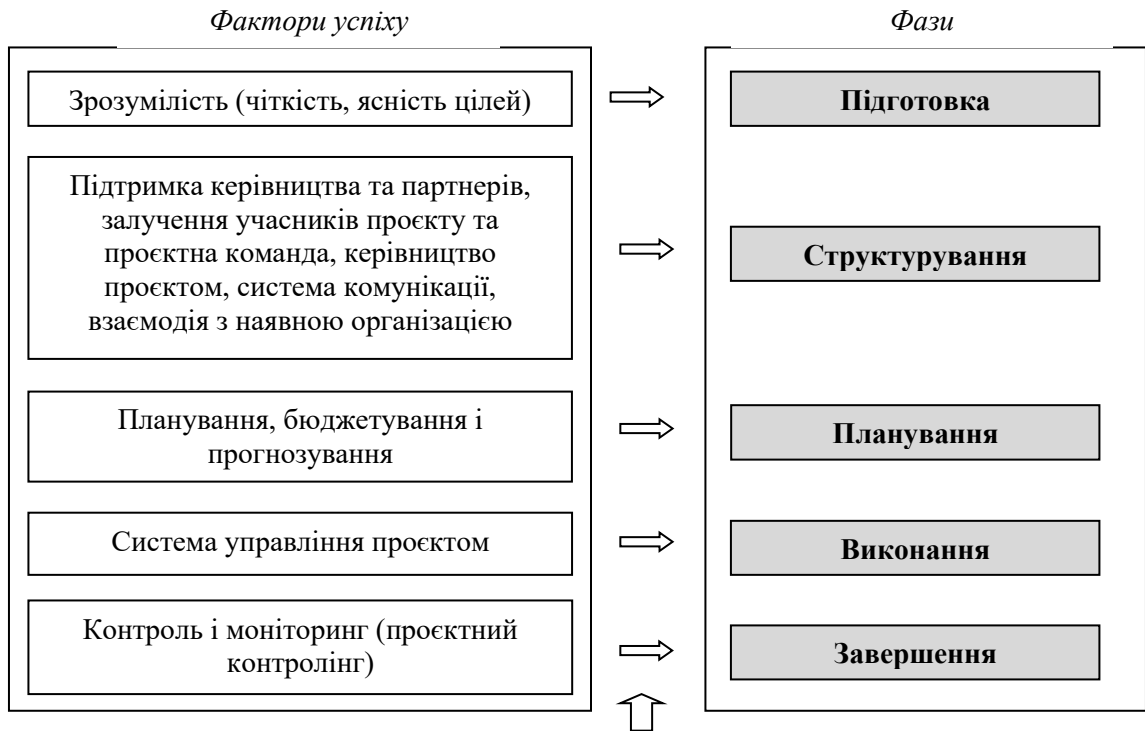 Фактори успіху
Фази
Зрозумілість (чіткість, ясність цілей)
Підготовка
Підтримка керівництва та партнерів,
залучення учасників проєкту та
проєктна команда, керівництво
проєктом, система комунікації,
взаємодія з наявною організацією
Структурування
Планування, бюджетування і
прогнозування
Планування
Система управління проєктом
Виконання
Контроль і моніторинг (проєктний
контролінг)
Завершення